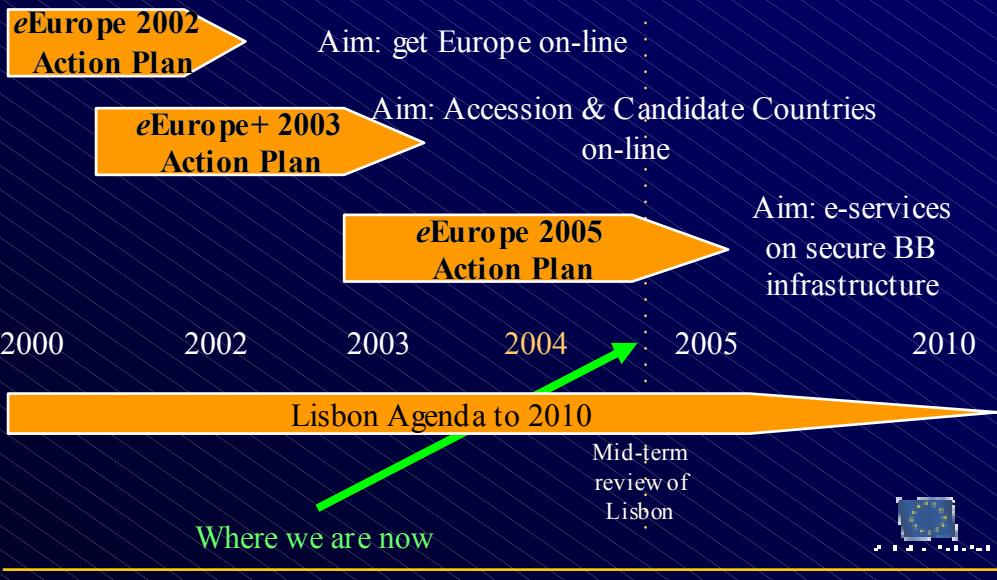 eEurope 2002
Action Plan
Aim: get Europe on-line
eEurope+ 2003
Action Plan
Aim: Accession & Candidate Countries
on-line
eEurope 2005
Action Plan
Aim: e-services
on secure BB
infrastructure
2000 2002 2003 2004 2005 2010
Lisbon Agenda to 2010
Mid-term
review of
Lisbon
Where we are now